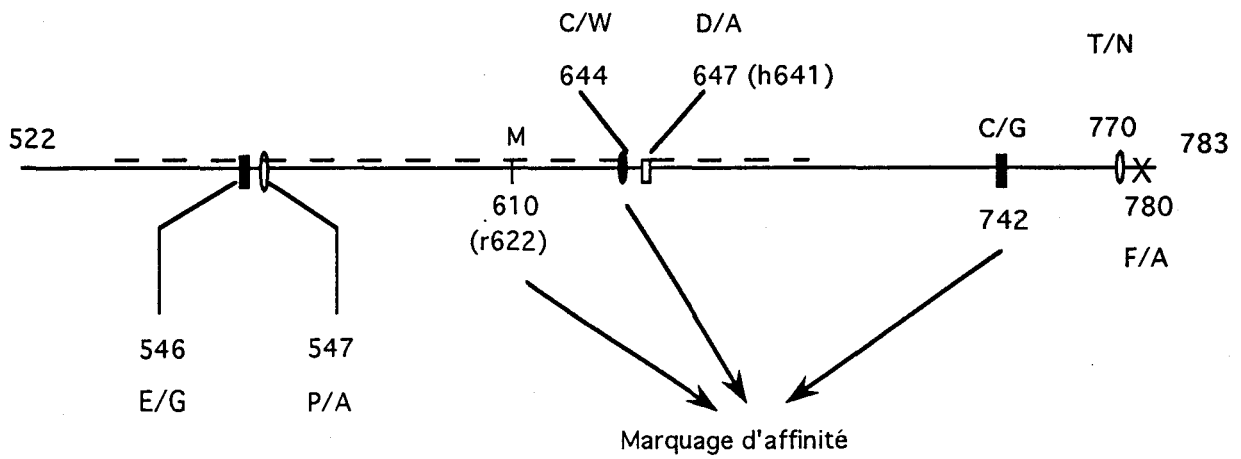 C/W D/A
T/N
644 647 (h641)
522 M C/G 770 783
610 742 780
(r622)
F/A
546 547
E/G P/A
Marquage d'affinité